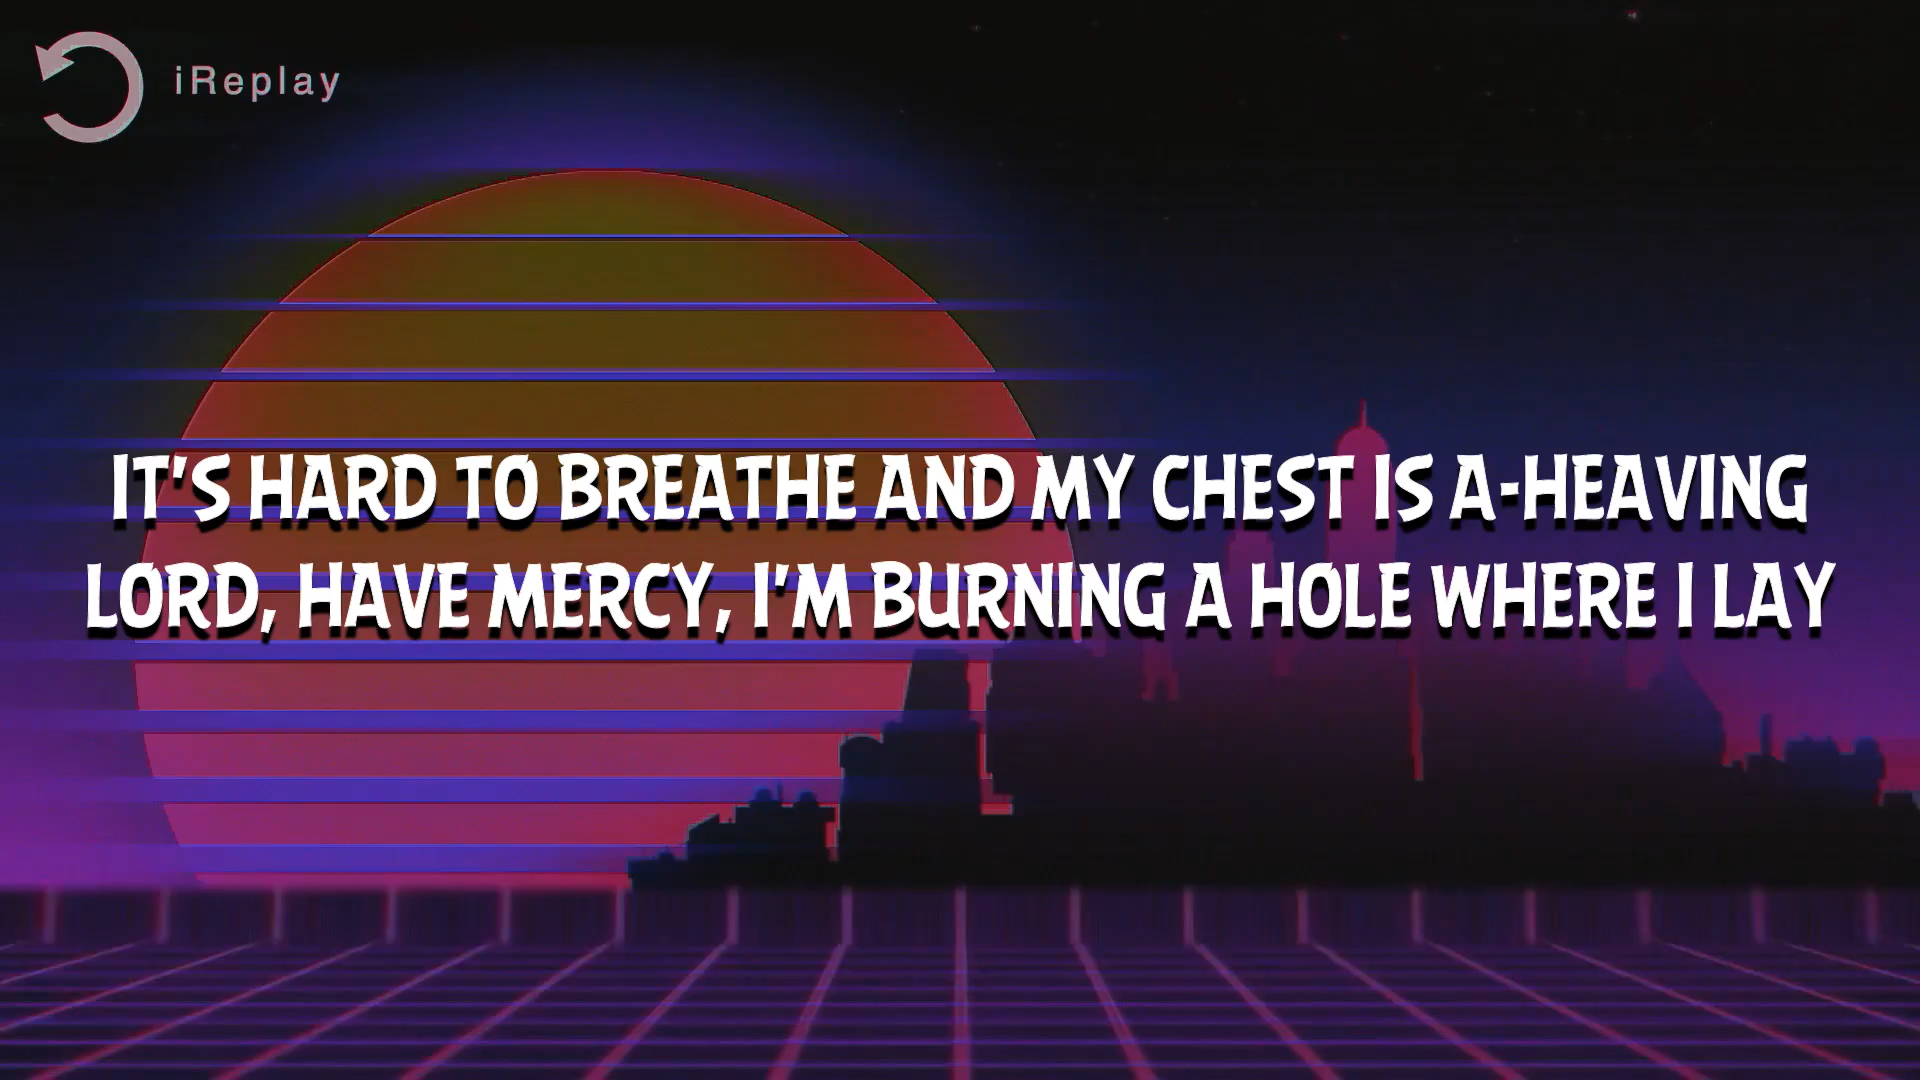 iReplay
IT'S HARD TO BREATHE AND MY CHEST IS A-HEAVING
LORD, HAVE MERCY, I'M BURNING A HOLE WHERE I LAY